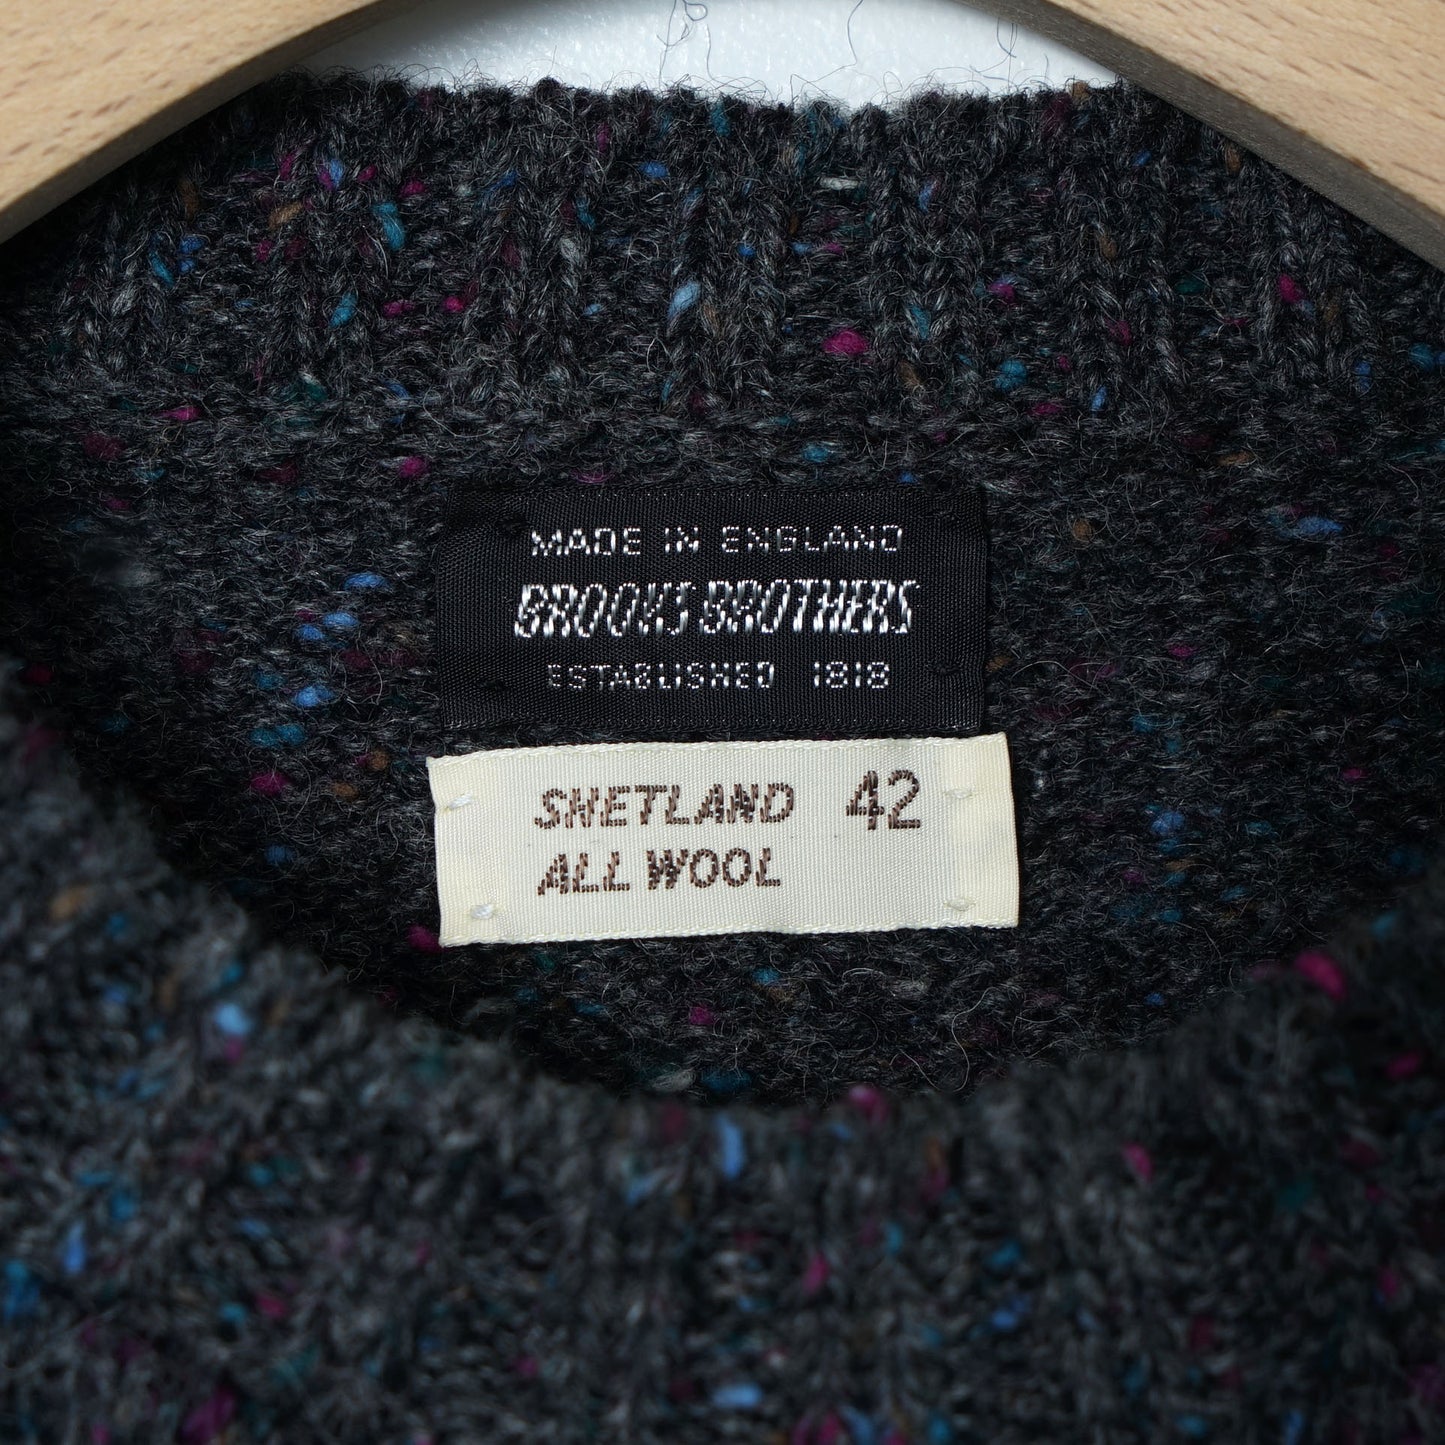 MADE IN ENGLAND
BROOKS BROTHERS
ESTABLISHED 1818
SHETLAND 42
ALL WOOL